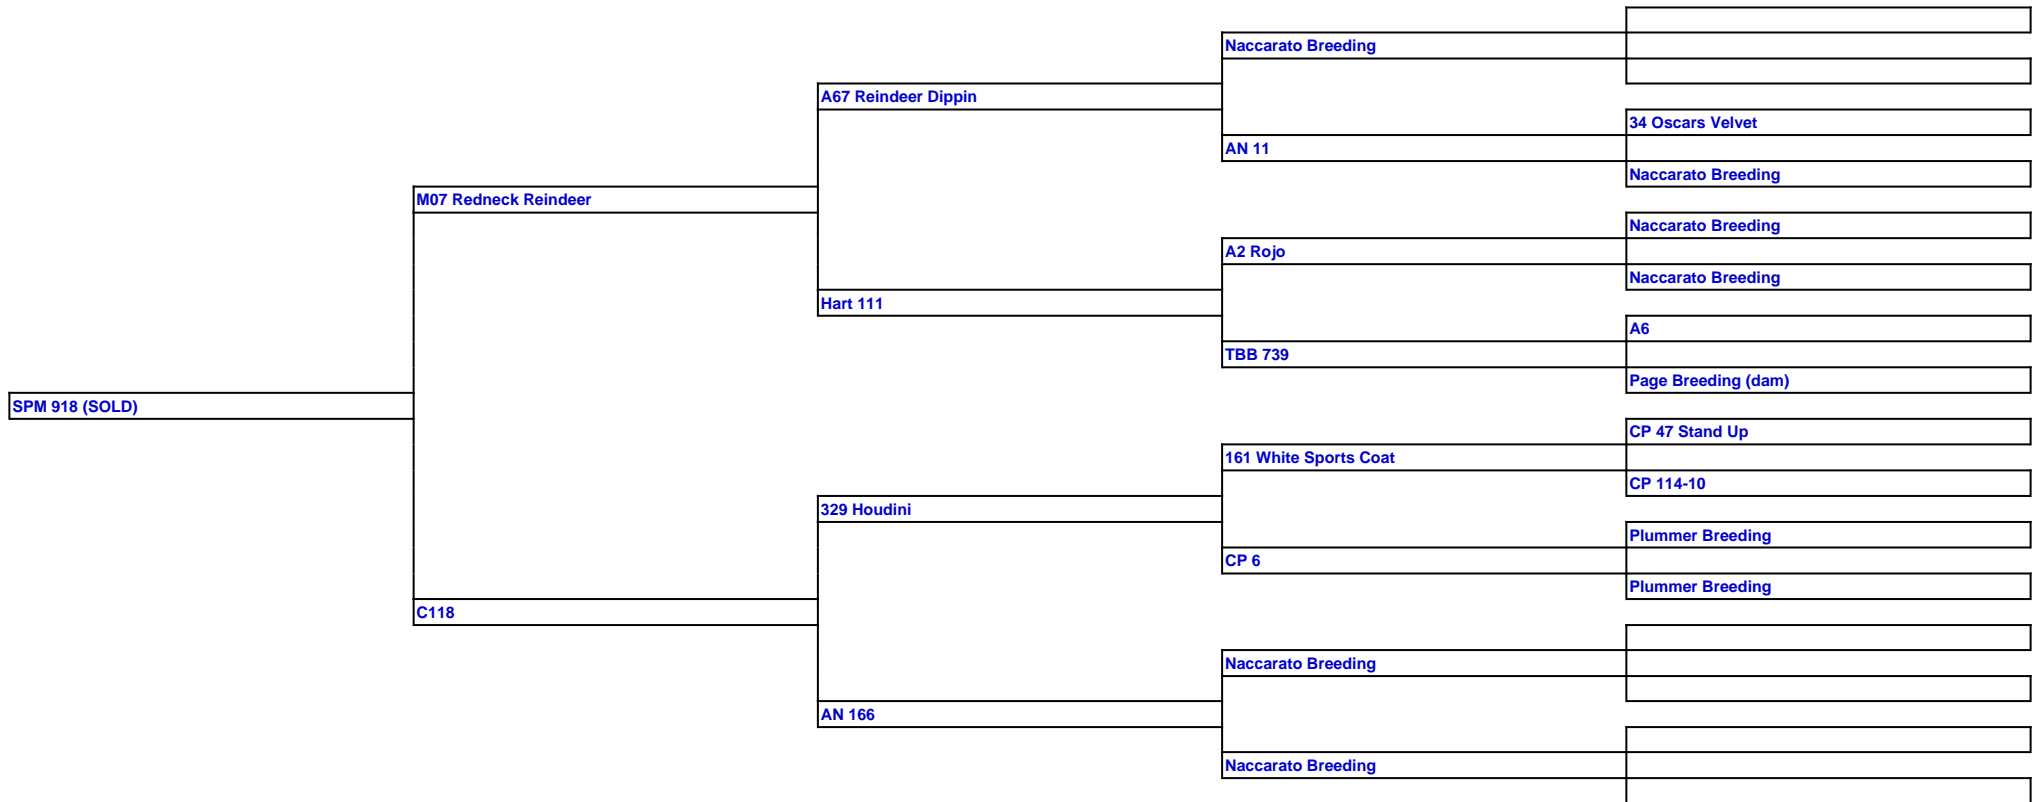 Naccarato Breeding
A67 Reindeer Dippin
34 Oscars Velvet
AN 11
Naccarato Breeding
M07 Redneck Reindeer
Naccarato Breeding
A2 Rojo
Naccarato Breeding
Hart 111
A6
TBB 739
Page Breeding (dam)
SPM 918 (SOLD)
CP 47 Stand Up
161 White Sports Coat
CP 114-10
329 Houdini
Plummer Breeding
CP 6
Plummer Breeding
C118
Naccarato Breeding
AN 166
Naccarato Breeding